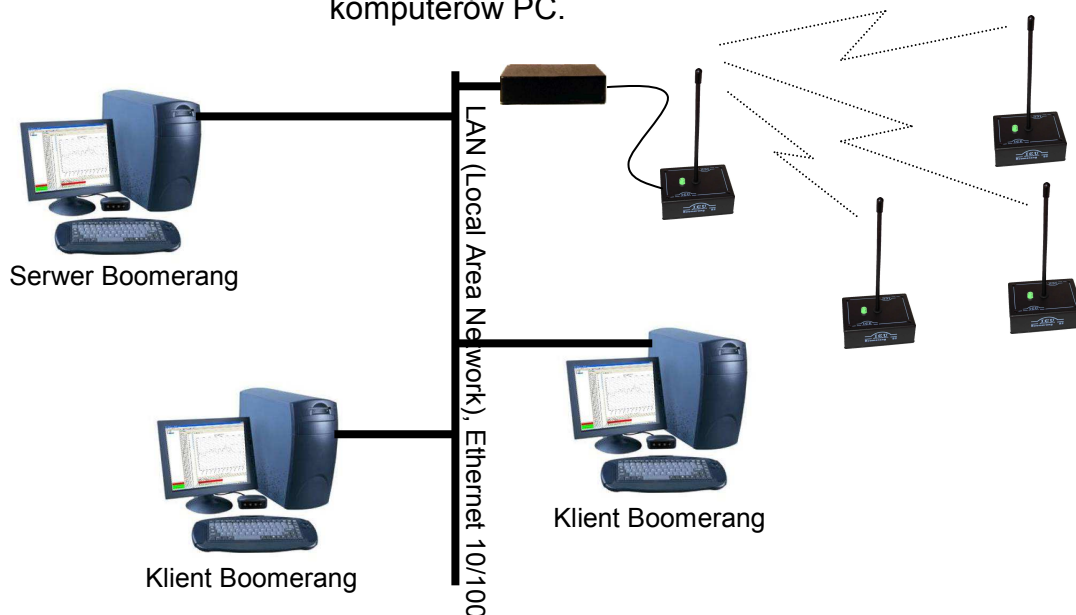 komputerów PC.
LAN (Local Area Network), Ethernet 10/100
Serwer Boomerang
Klient Boomerang
Klient Boomerang